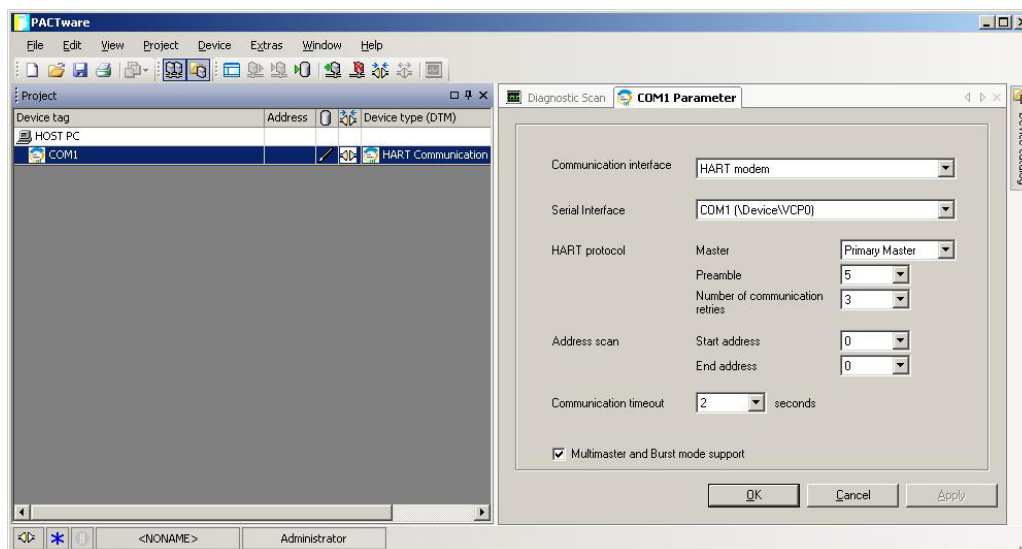 PACTware
File Edit View Project Device Extras Window Help
Project
Device tag Address Device type (DTM)
HOST PC
COM1 HART Communication
Diagnostic Scan COM1 Parameter
Communication interface HART modem
Serial Interface COM1 (\Device\VCP0)
HART protocol Master Primary Master
Preamble 5
Number of communication
retries 3
Address scan Start address 0
End address 0
Communication timeout 2 seconds
Multimaster and Burst mode support
OK Cancel Apply
<NONAME> Administrator